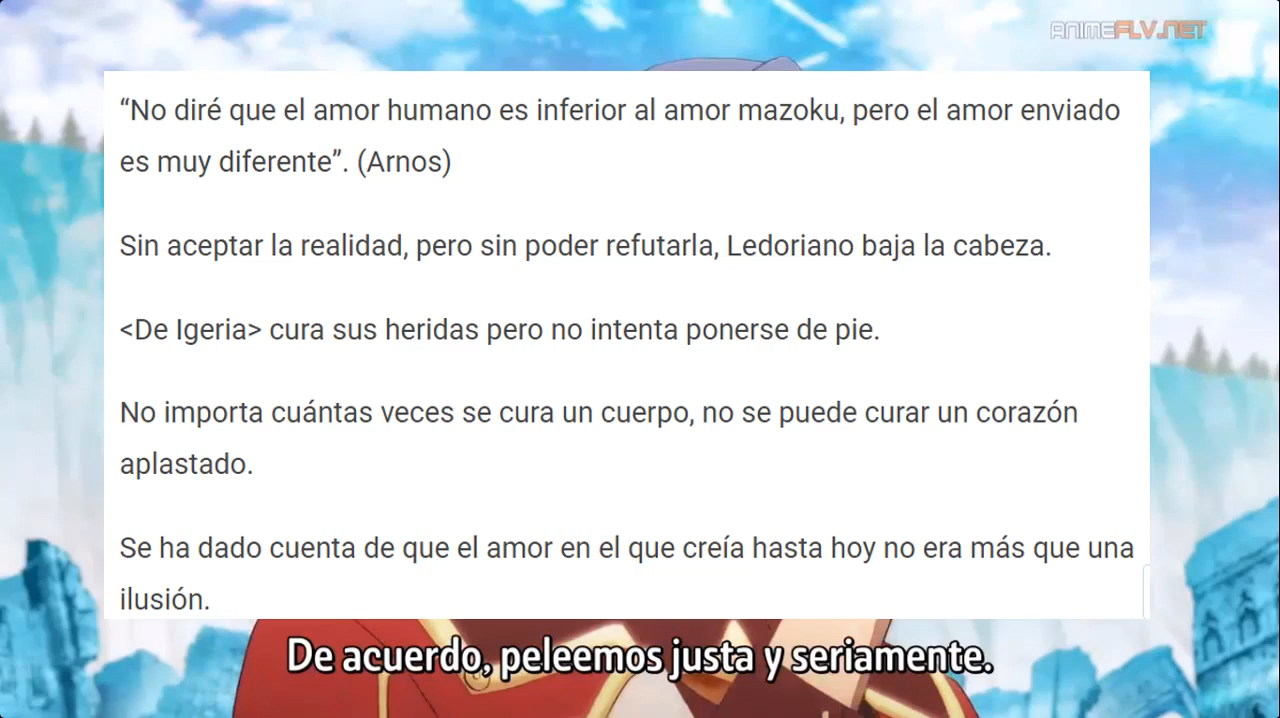 ANIMEFLV.NET
“No diré que el amor humano es inferior al amor mazoku, pero el amor enviado
es muy diferente”. (Arnos)
Sin aceptar la realidad, pero sin poder refutarla, Ledoriano baja la cabeza.
<De Igeria> cura sus heridas pero no intenta ponerse de pie.
No importa cuántas veces se cura un cuerpo, no se puede curar un corazón
aplastado.
Se ha dado cuenta de que el amor en el que creía hasta hoy no era más que una
ilusión.
De acuerdo, peleemos justa y seriamente.